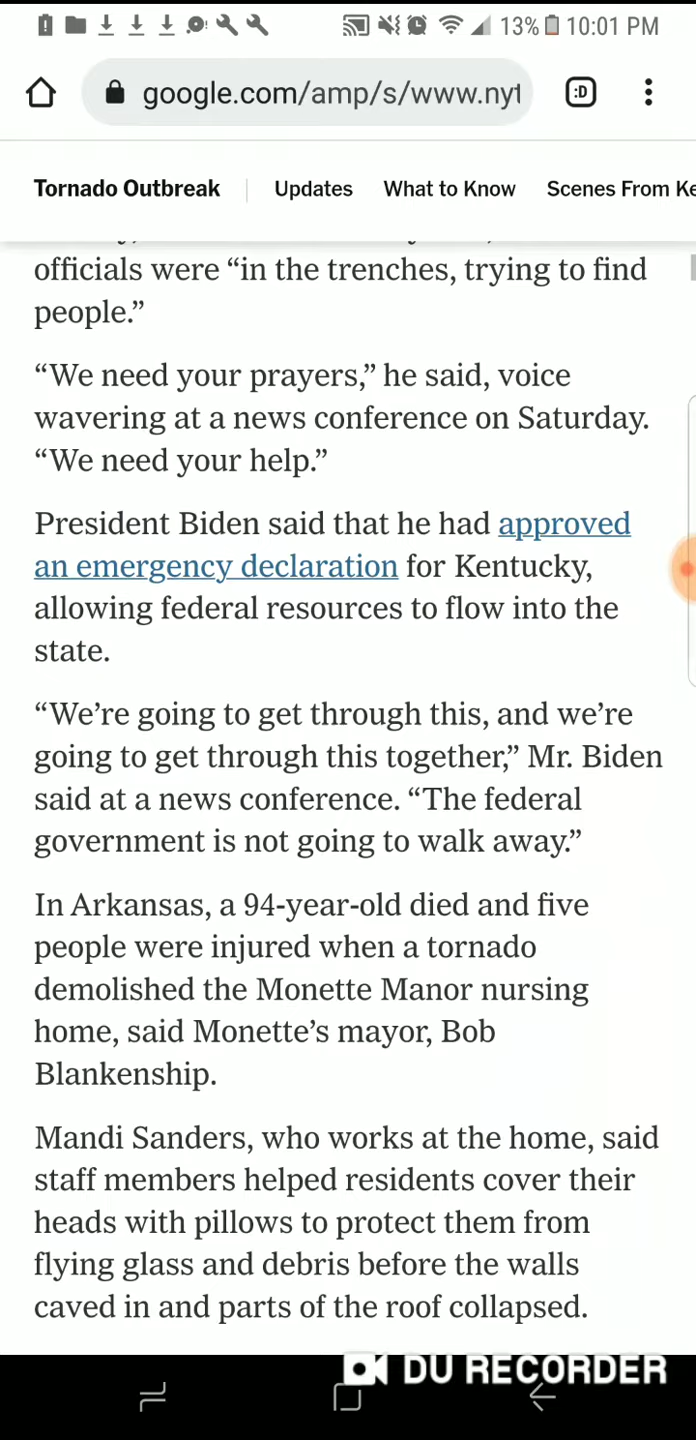 13% 10:01 PM
google.com/amp/s/www.nyt
:D
Tornado Outbreak Updates What to Know Scenes From Ke
officials were “in the trenches, trying to find
people.”
“We need your prayers,” he said, voice
wavering at a news conference on Saturday.
“We need your help.”
President Biden said that he had approved
an emergency declaration for Kentucky,
allowing federal resources to flow into the
state.
“We’re going to get through this, and we’re
going to get through this together,” Mr. Biden
said at a news conference. “The federal
government is not going to walk away.”
In Arkansas, a 94-year-old died and five
people were injured when a tornado
demolished the Monette Manor nursing
home, said Monette’s mayor, Bob
Blankenship.
Mandi Sanders, who works at the home, said
staff members helped residents cover their
heads with pillows to protect them from
flying glass and debris before the walls
caved in and parts of the roof collapsed.
DU RECORDER